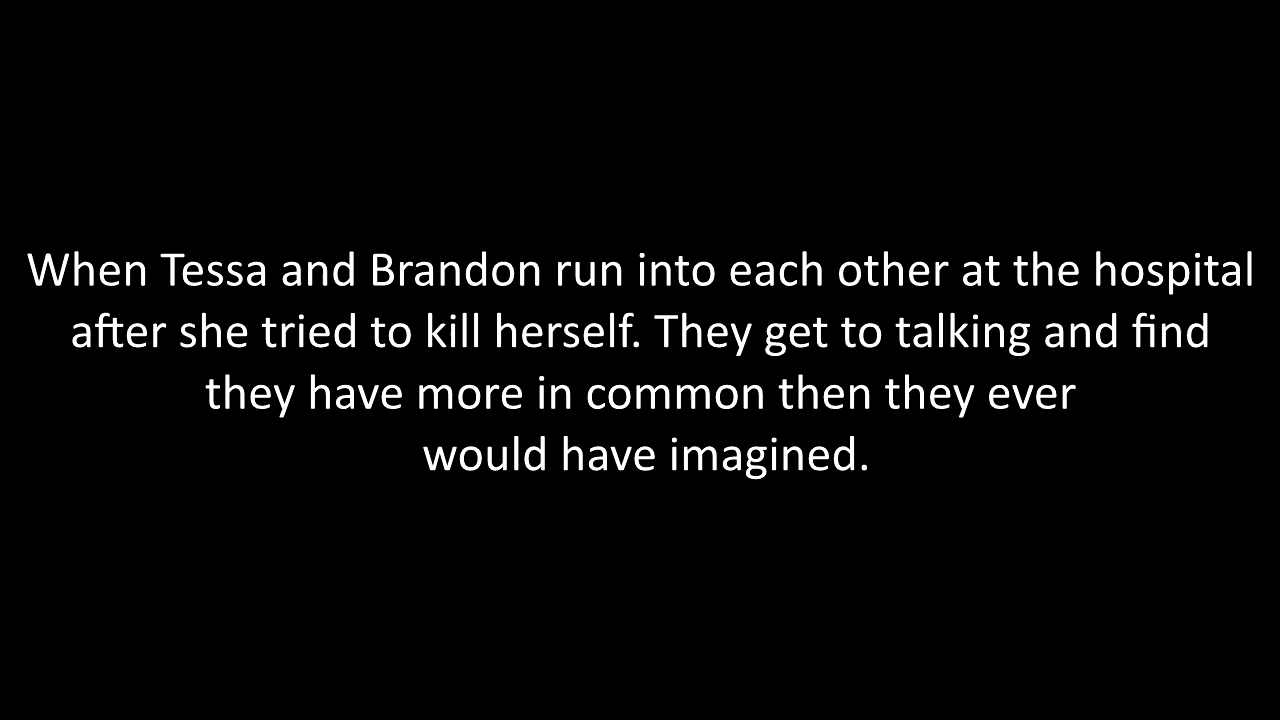 When Tessa and Brandon run into each other at the hospital
after she tried to kill herself. They get to talking and find
they have more in common then they ever
would have imagined.